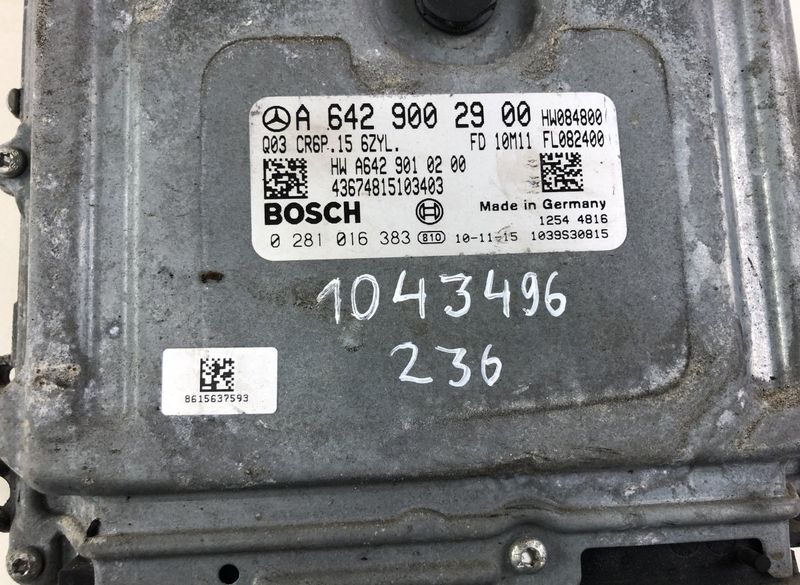 A 642 900 29 00 HW084800
Q03 CR6P.15 6ZYL. FD 10M11 FL082400
HW A642 901 02 00
43674815103403
BOSCH Made in Germany
1254 4816
0 281 016 383 810 10-11-15 1039S30815
1043496
236
8615637593